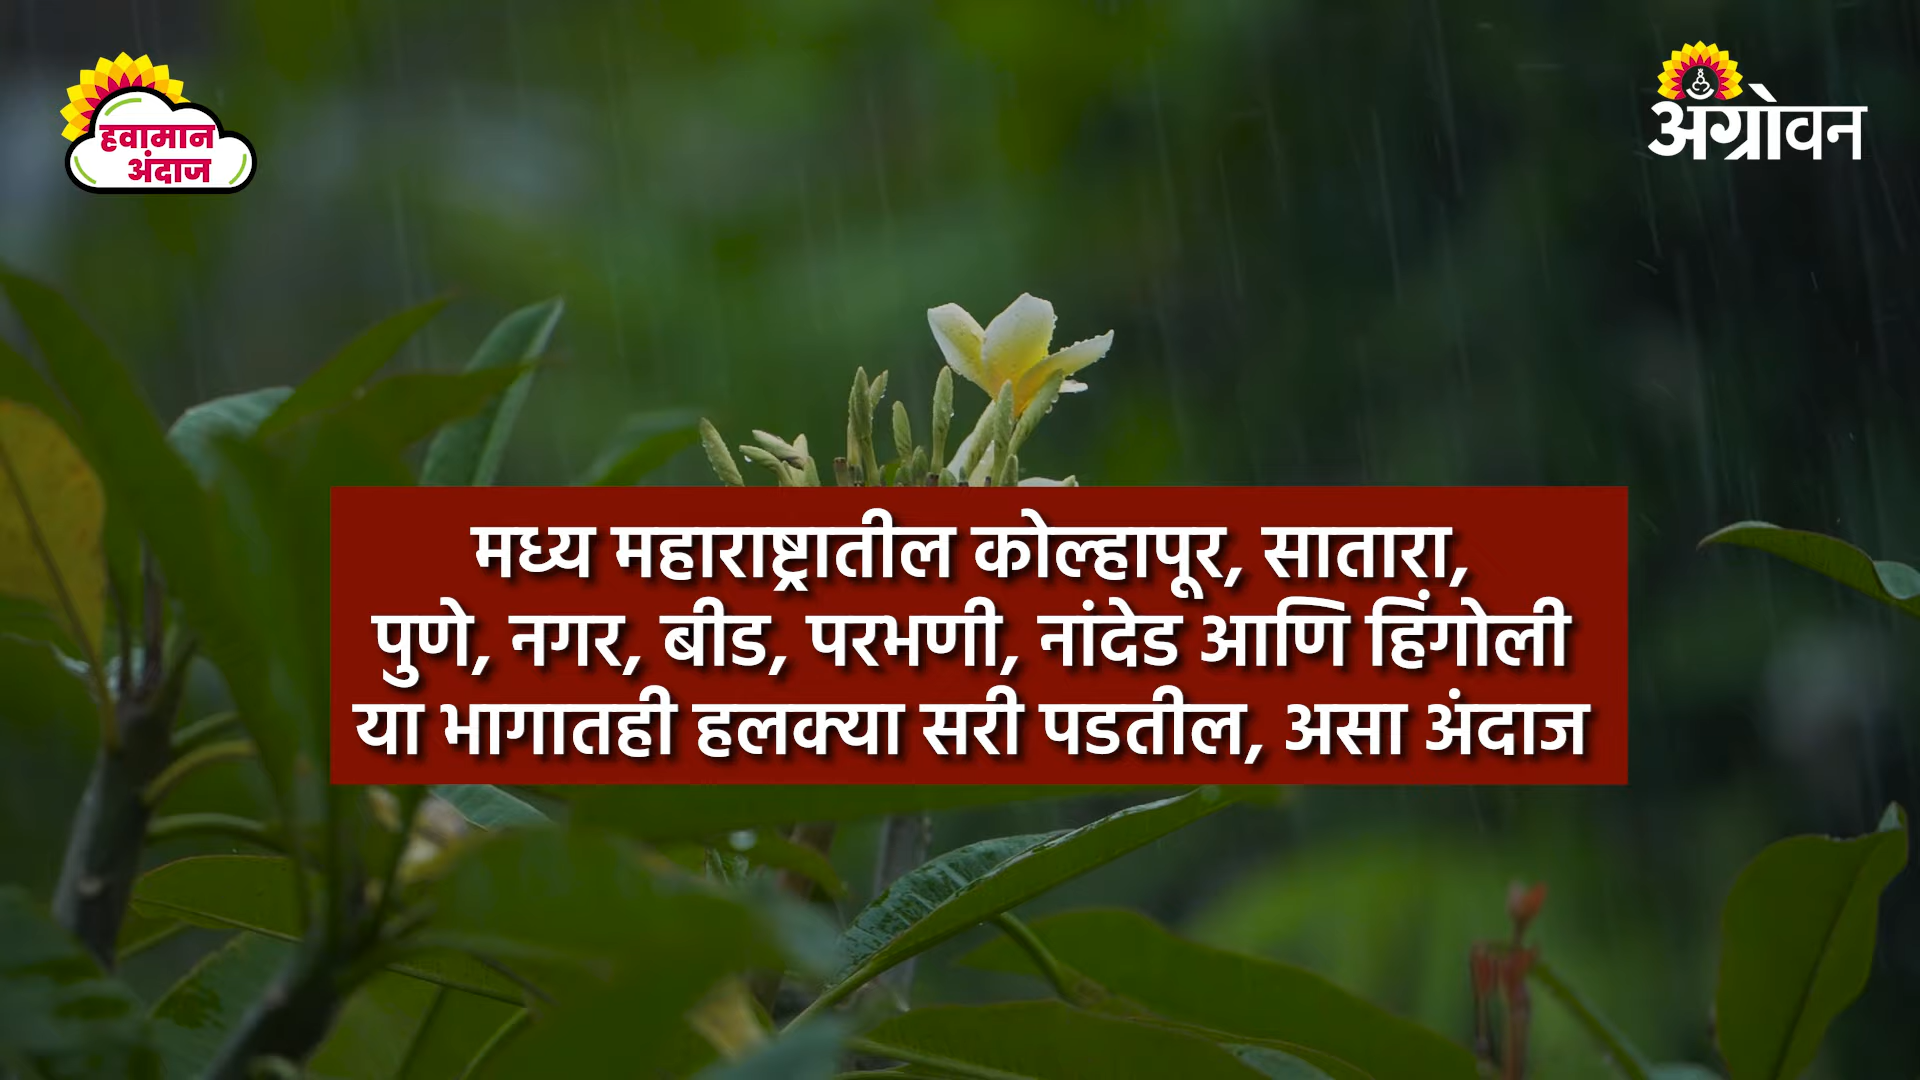 हवामान
अंदाज
अॅग्रोवन
मध्य महाराष्ट्रातील कोल्हापूर, सातारा,
पुणे, नगर, बीड, परभणी, नांदेड आणि हिंगोली
या भागातही हलक्या सरी पडतील, असा अंदाज